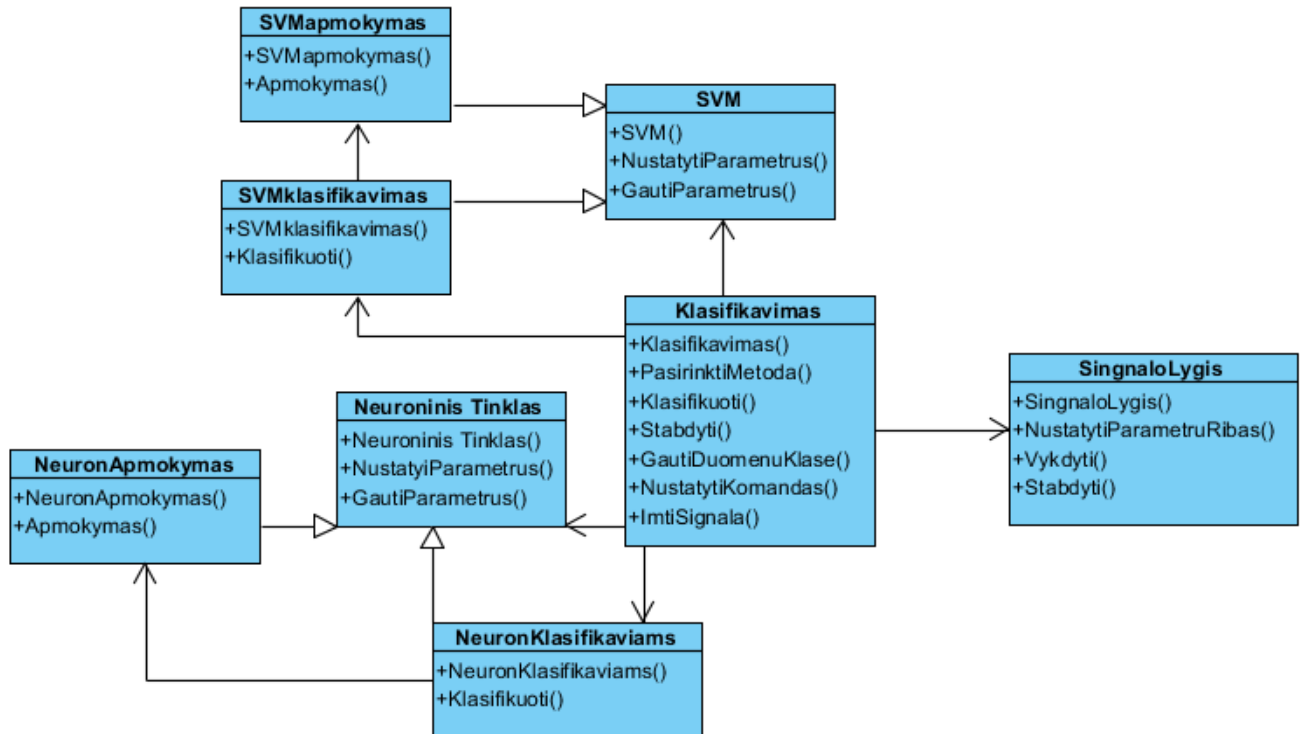 SVMapmokymas
+SVMapmokymas()
+Apmokymas()
SVM
+SVM()
+NustatytiParametrus()
+GautiParametrus()
SVMklasifikavimas
+SVMklasifikavimas()
+Klasifikuoti()
Klasifikavimas
+Klasifikavimas()
+PasirinktiMetoda()
+Klasifikuoti()
+Stabdyti()
+GautiDuomenuKlase()
+NustatytiKomandas()
+ImtiSignala()
SingnaloLygis
+SingnaloLygis()
+NustatytiParametruRibas()
+Vykdyti()
+Stabdyti()
Neuroninis Tinklas
+Neuroninis Tinklas()
+NustatyiParametrus()
+GautiParametrus()
NeuronApmokymas
+NeuronApmokymas()
+Apmokymas()
NeuronKlasifikaviams
+NeuronKlasifikaviams()
+Klasifikuoti()